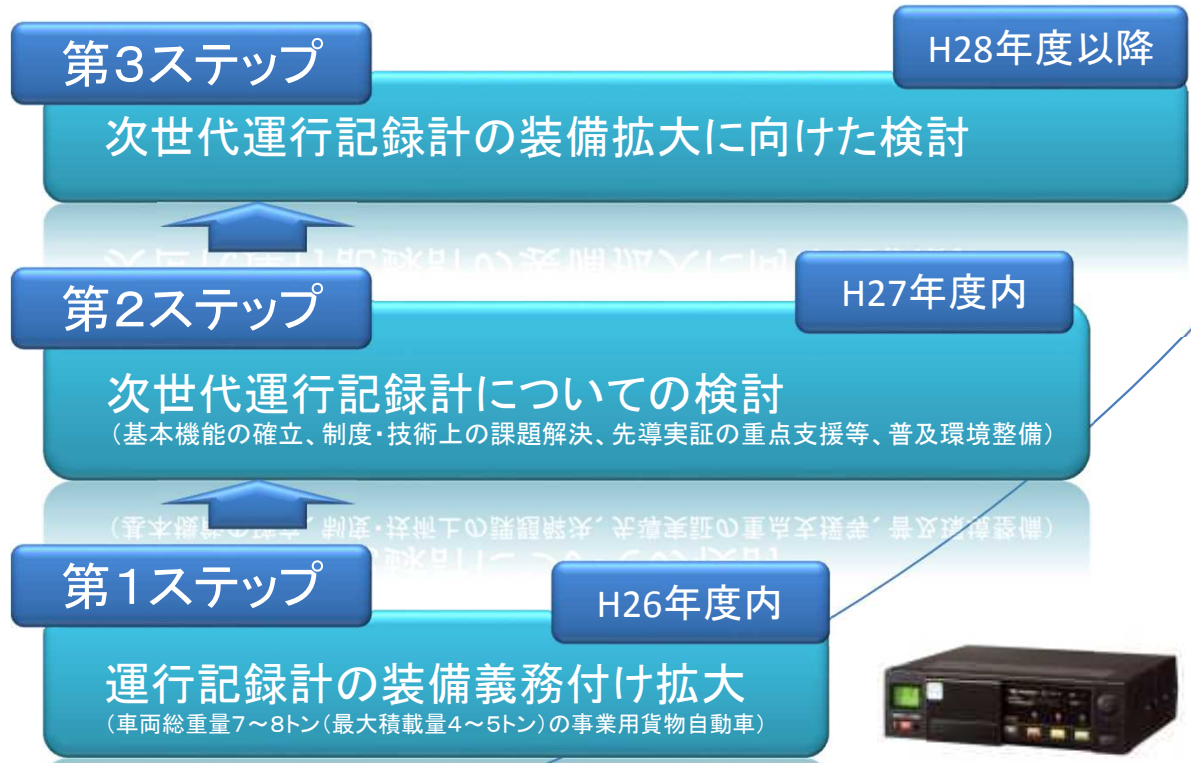 第3ステップ
H28年度以降
次世代運行記録計の装備拡大に向けた検討
第2ステップ
H27年度内
次世代運行記録計についての検討
（基本機能の確立、制度・技術上の課題解決、先導実証の重点支援等、普及環境整備）
第1ステップ
H26年度内
運行記録計の装備義務付け拡大
（車両総重量7～8トン（最大積載量4～5トン）の事業用貨物自動車）